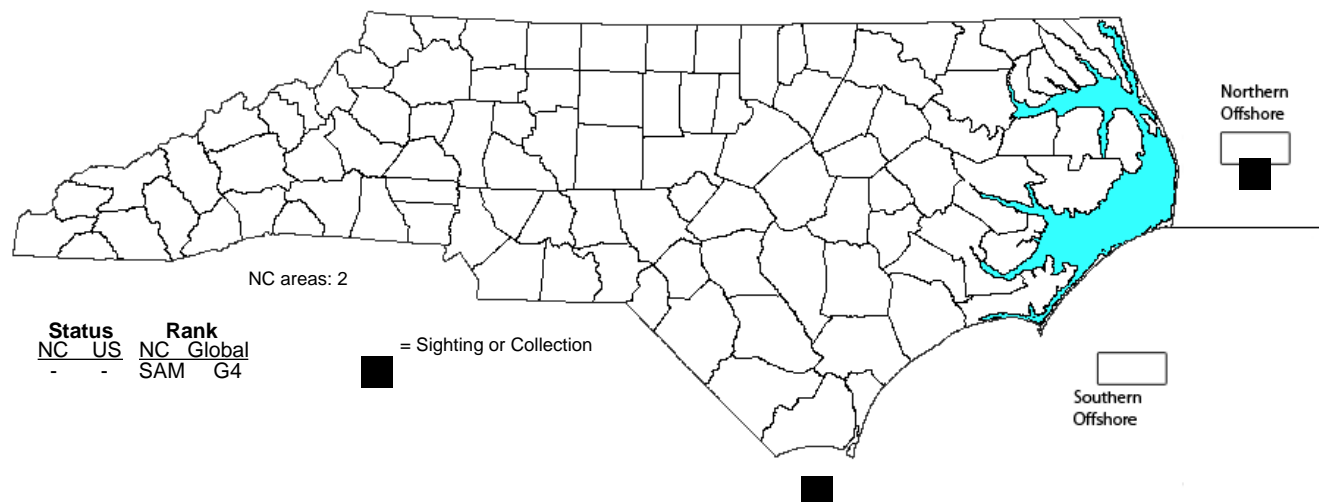 Northern
Offshore
NC areas: 2
Status Rank
NC US NC Global
- - SAM G4
= Sighting or Collection
Southern
Offshore